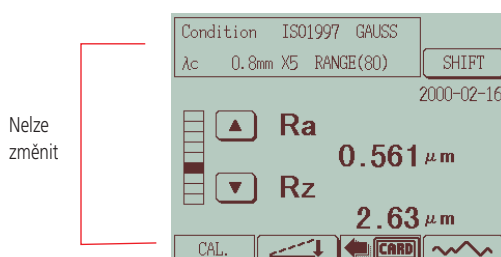 Condition ISO1997 GAUSS
λc 0.8mm X5 RANGE(80)
SHIFT
2000-02-16
Nelze
změnit
Ra
0.561 μm
Rz
2.63 μm
CAL.
CARD